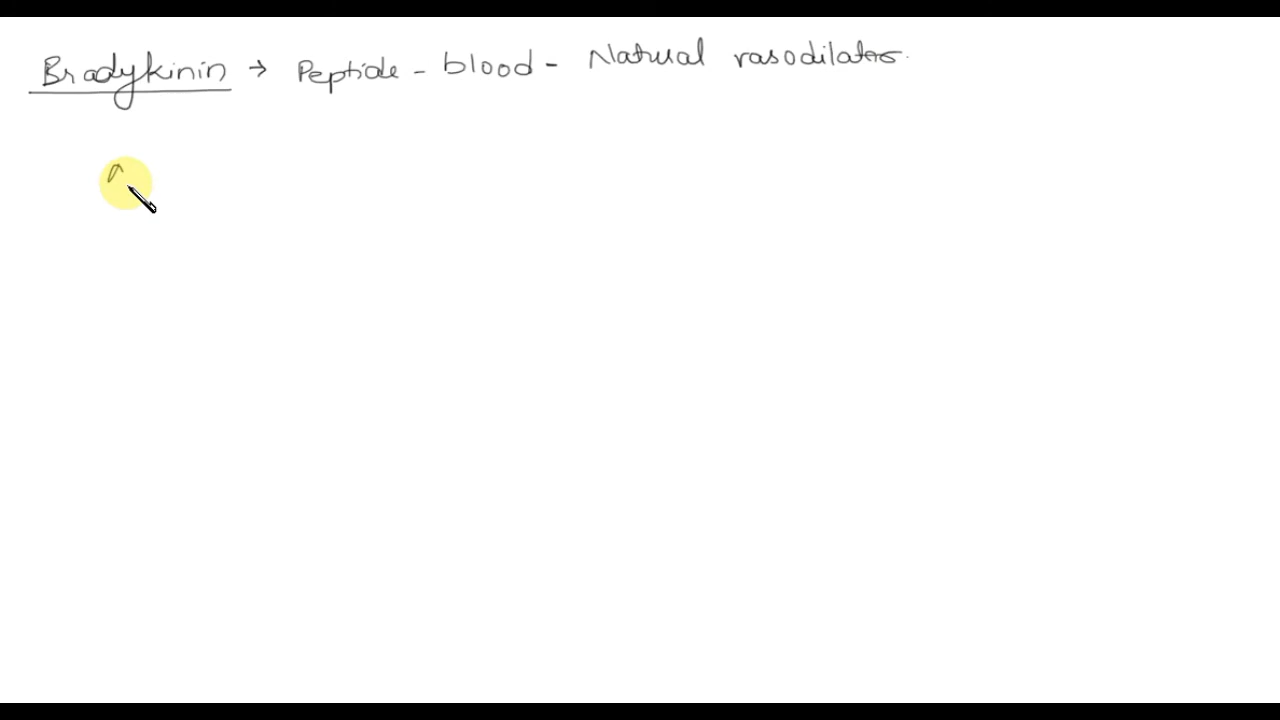 Bradykinin → Peptide - blood - Natural vasodilator.